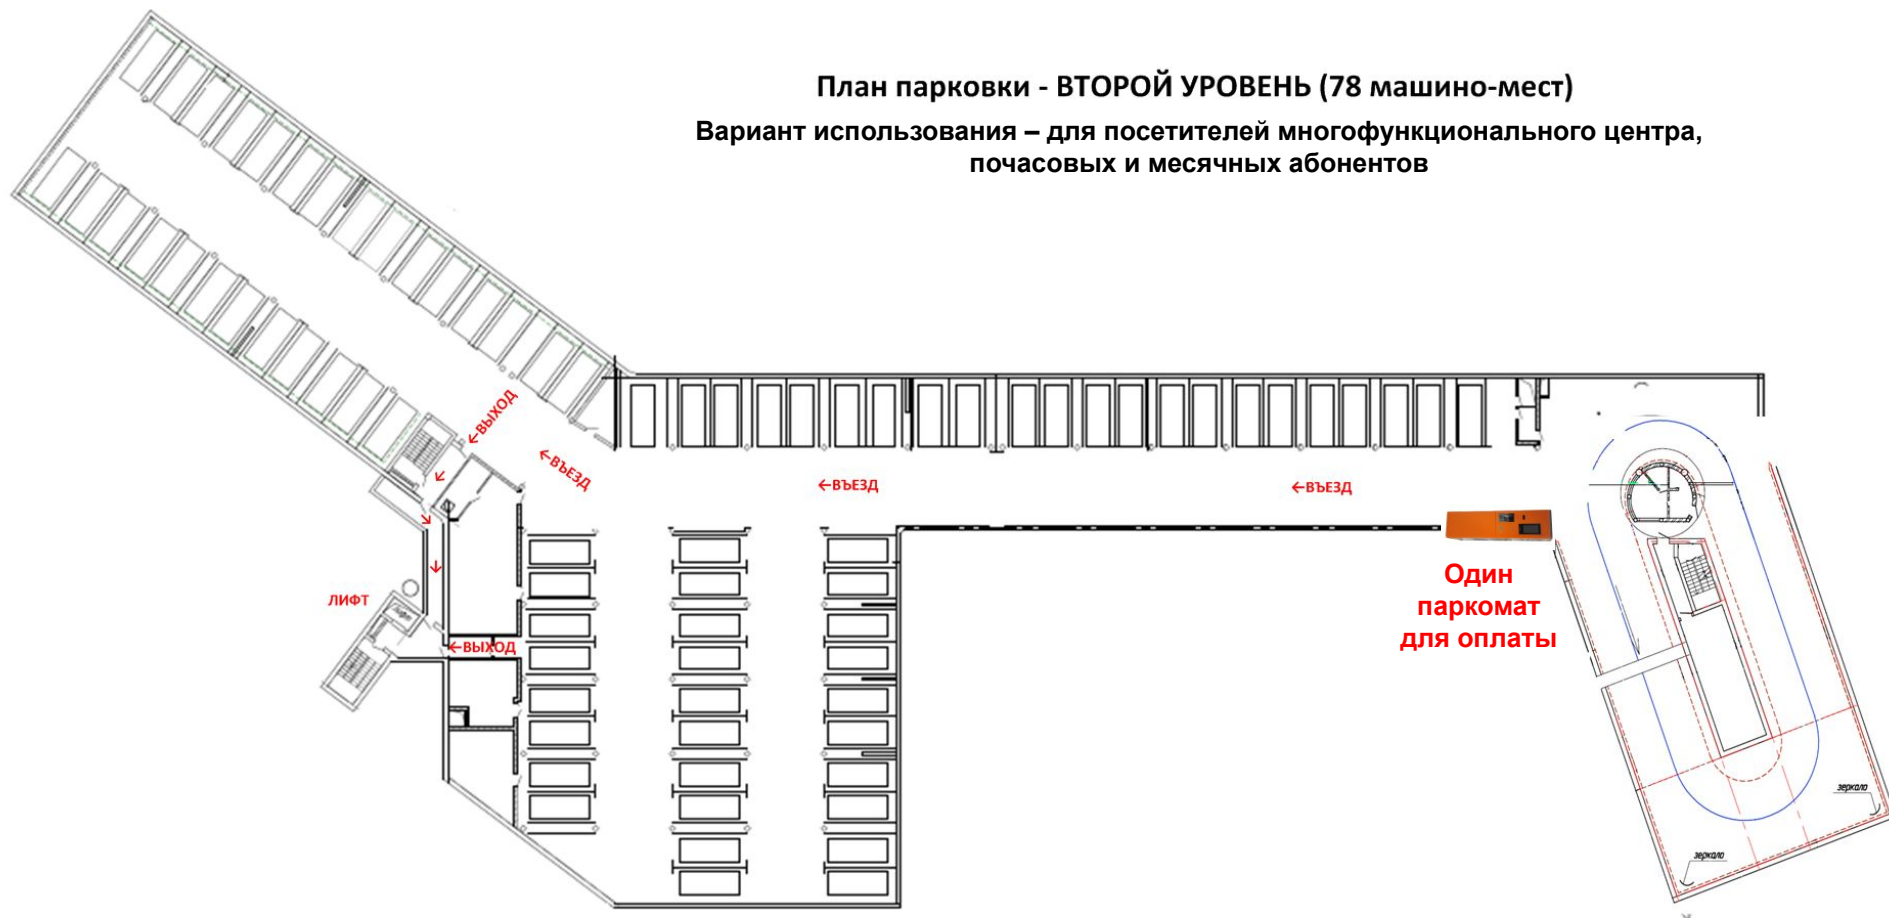 План парковки - ВТОРОЙ УРОВЕНЬ (78 машино-мест)
Вариант использования – для посетителей многофункционального центра,
почасовых и месячных абонентов
←ВЫХОД
←ВЪЕЗД
←ВЪЕЗД
←ВЪЕЗД
Один
паркомат
для оплаты
ЛИФТ
лифт
←ВЫХОД
зеркало
зеркало